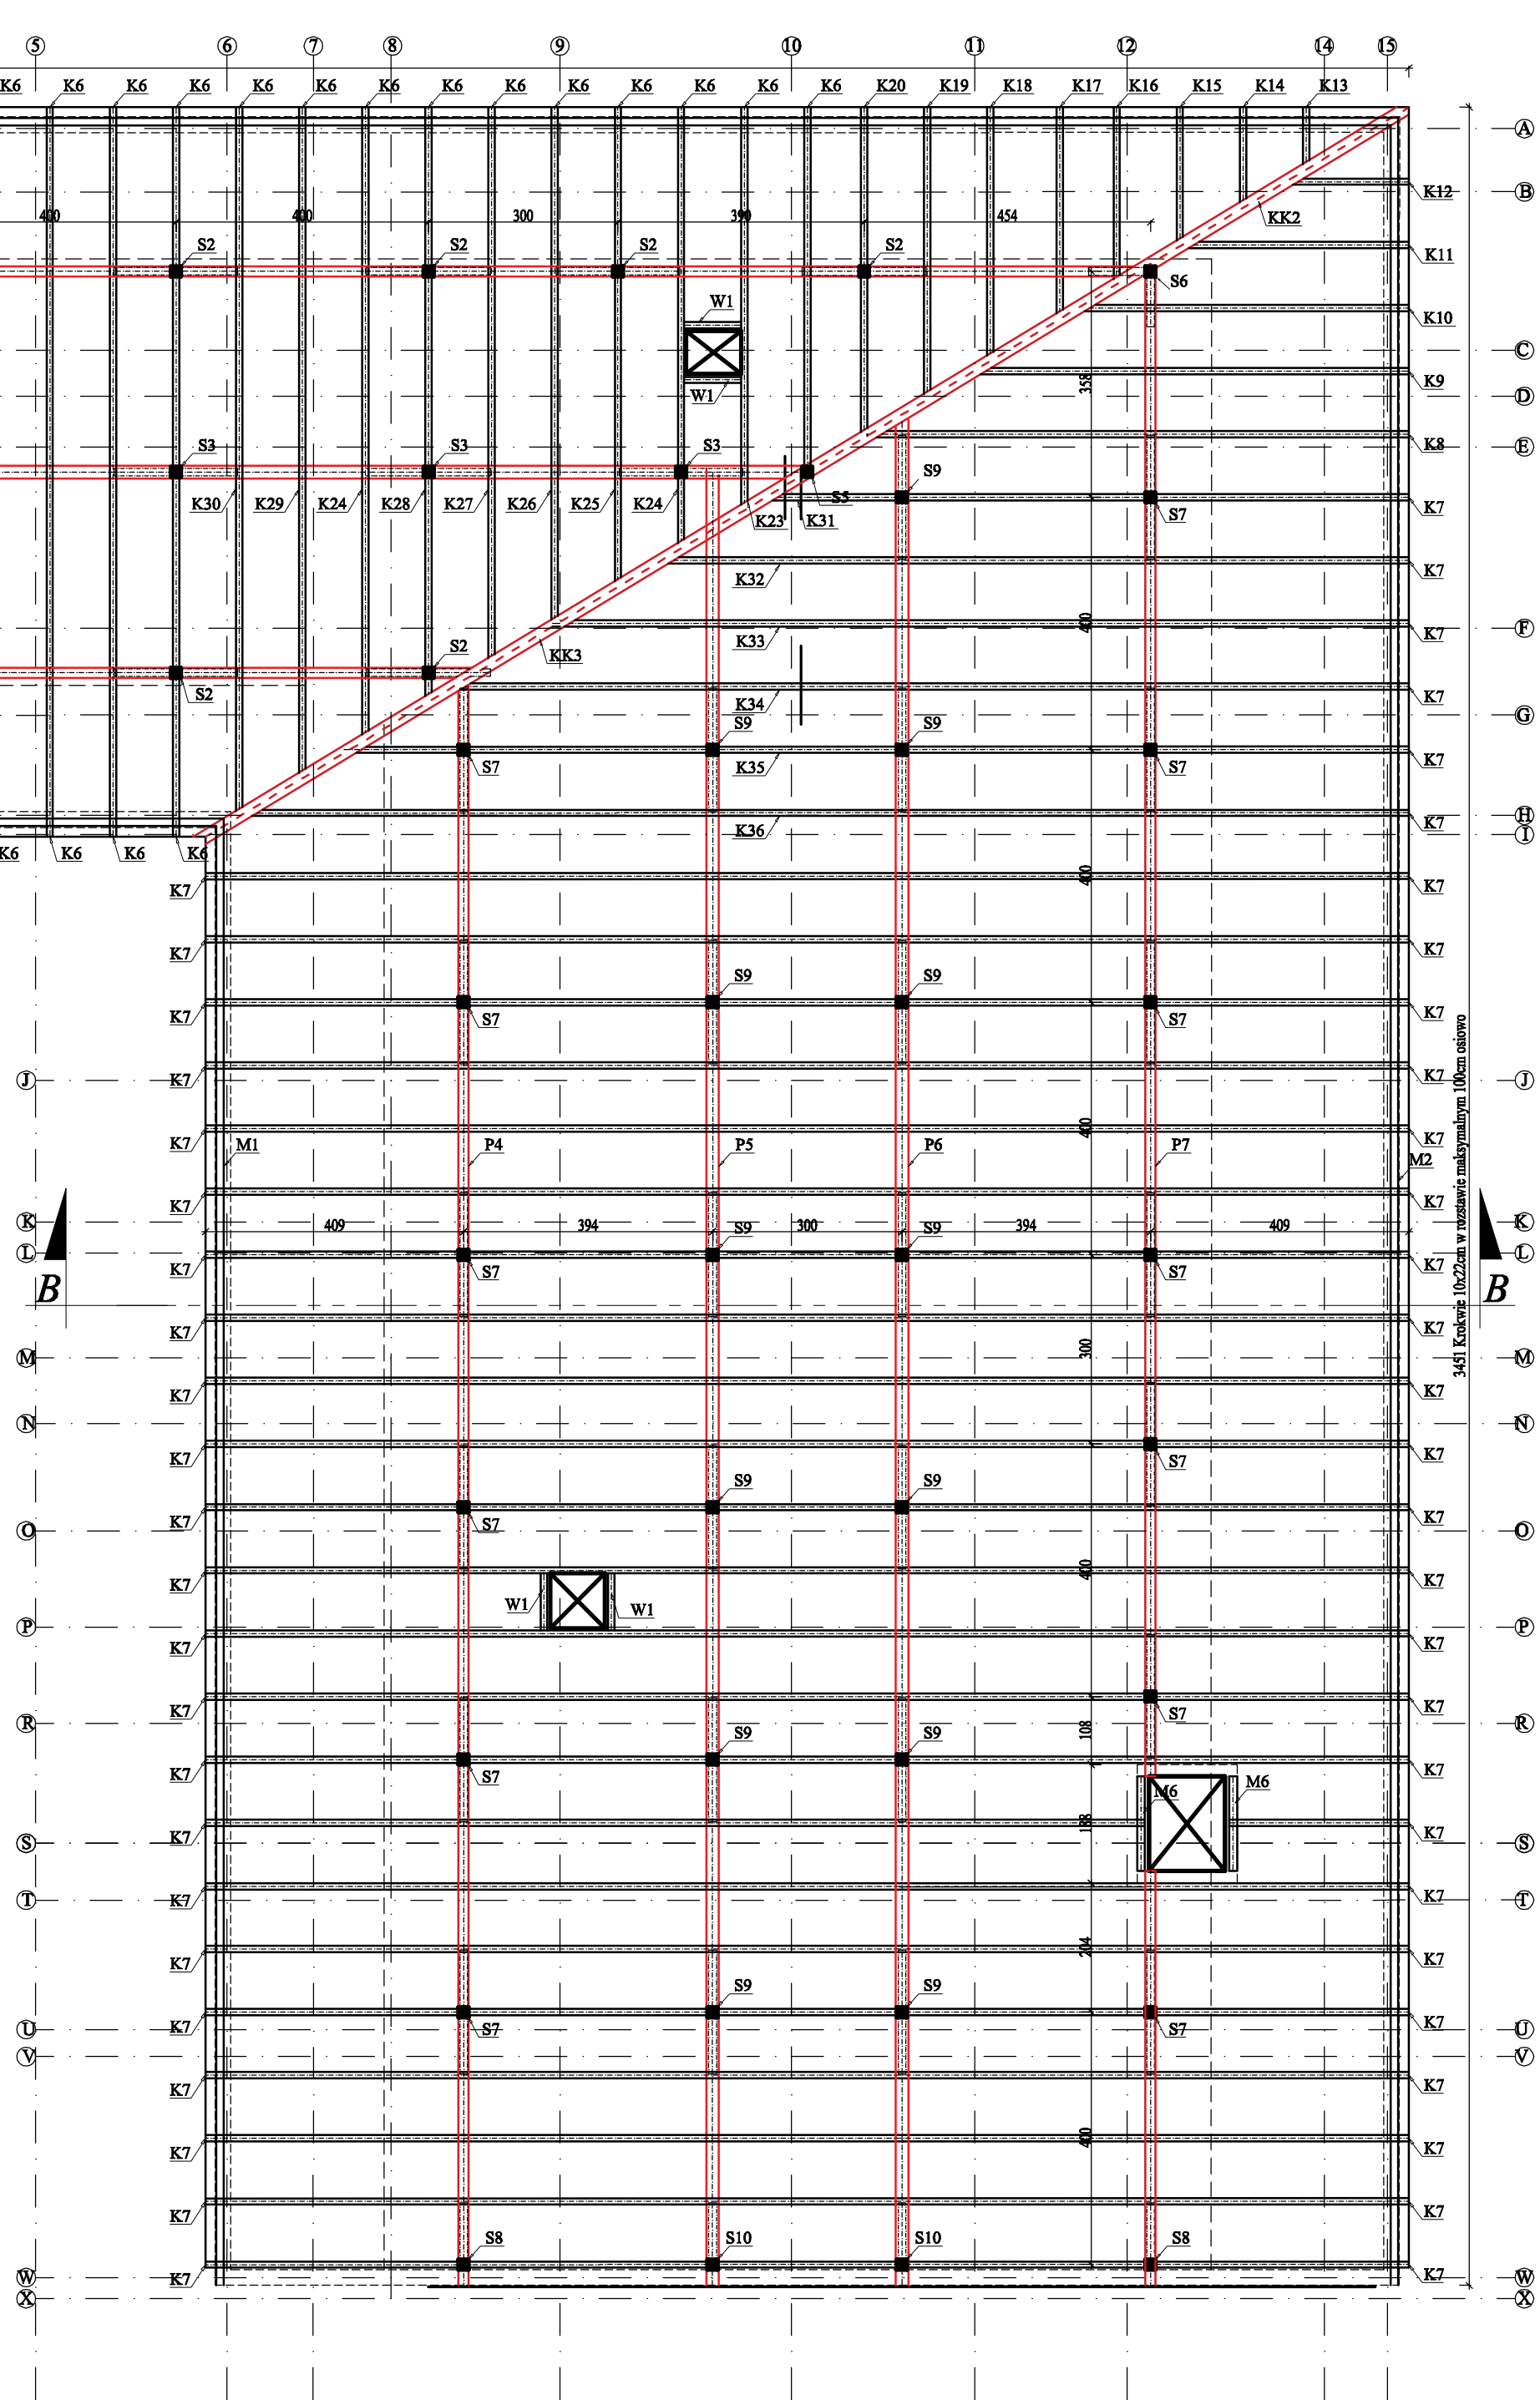 5 6 7 8 9 10 11 12 14 15
K6 K6 K6 K6 K6 K6 K6 K6 K6 K6 K6 K6 K6 K6 K20 K19 K18 K17 K16 K15 K14 K13
A
B
K12
KK2
400 400 300 390 454
S2 S2 S2 S2
K11
S6
W1
K10
C
W1
358
K9
D
S3 S3 S3
K8
E
S9
K30 K29 K24 K28 K27 K26 K25 K24
S5
K23 K31
S7
K7
K32
K7
400
F
K33
K7
S2
KK3
S2
K34
K7
G
S9 S9
S7
K35
S7
K7
H
K36
K7
I
K6 K6 K6 K6
400
K7 K7
K7 K7
S9 S9
K7 S7 S7 K7
J J
K7 K7
400
K7 M1 P4 P5 P6 P7 K7
M2
3451 Krokwie 10x22cm w rozstawie maksymalnym 100cm osiowo
K7 K7
K K
409 394 S9 300 S9 394 409
L L
K7 S7 S7 K7
B B
K7 K7
300
M M
K7 K7
N N
K7 S7 K7
S9 S9
K7 S7 K7
O O
400
K7 K7
W1 W1
P P
K7 K7
K7 S7 K7
R R
108
S9 S9
K7 S7 K7
M6 M6
188
K7 K7
S S
T T
K7 K7
204
K7 K7
S9 S9
K7 S7 S7 K7
U U
V V
K7 K7
400
K7 K7
K7 K7
S8 S10 S10 S8
K7 K7
W W
X X